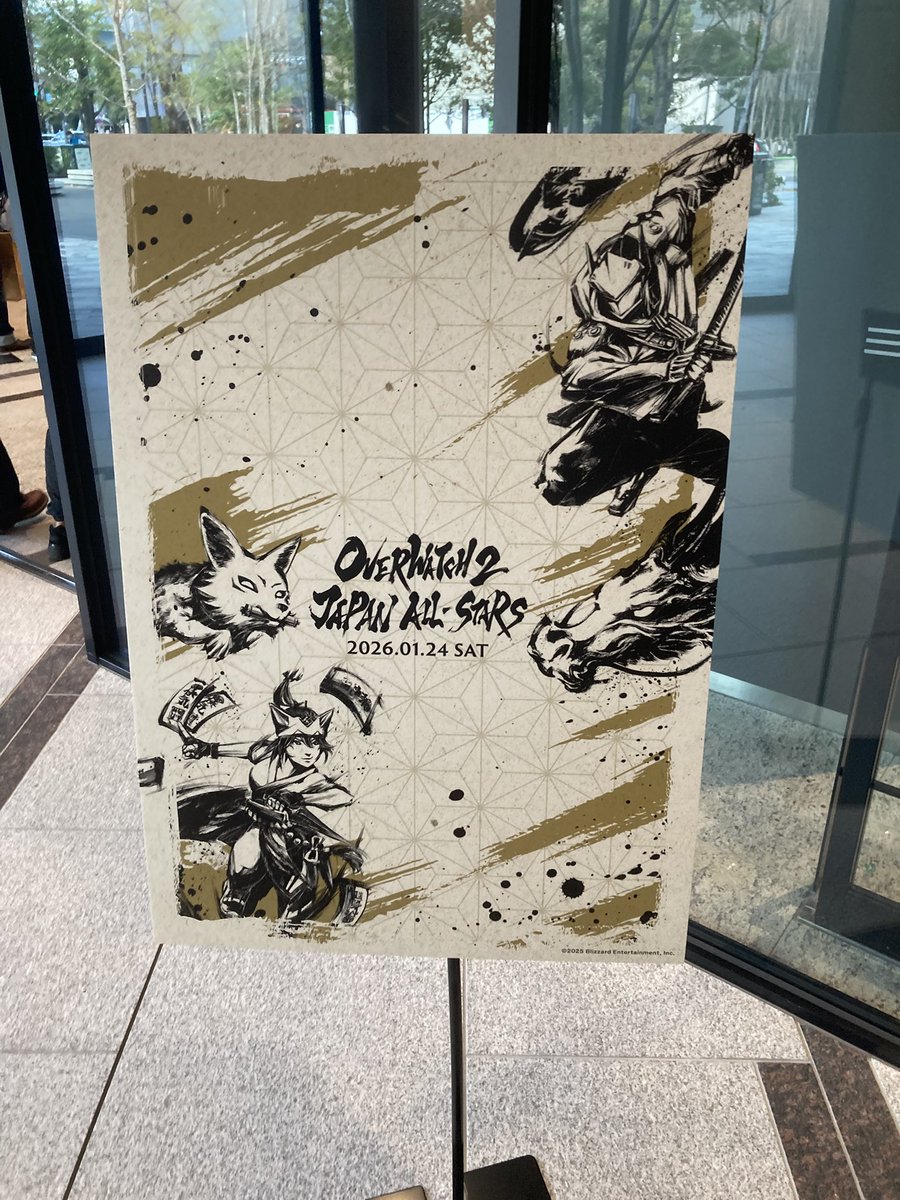 OVERWATCH 2
JAPAN ALL-STARS
2026.01.24 SAT
©2025 Blizzard Entertainment, Inc.